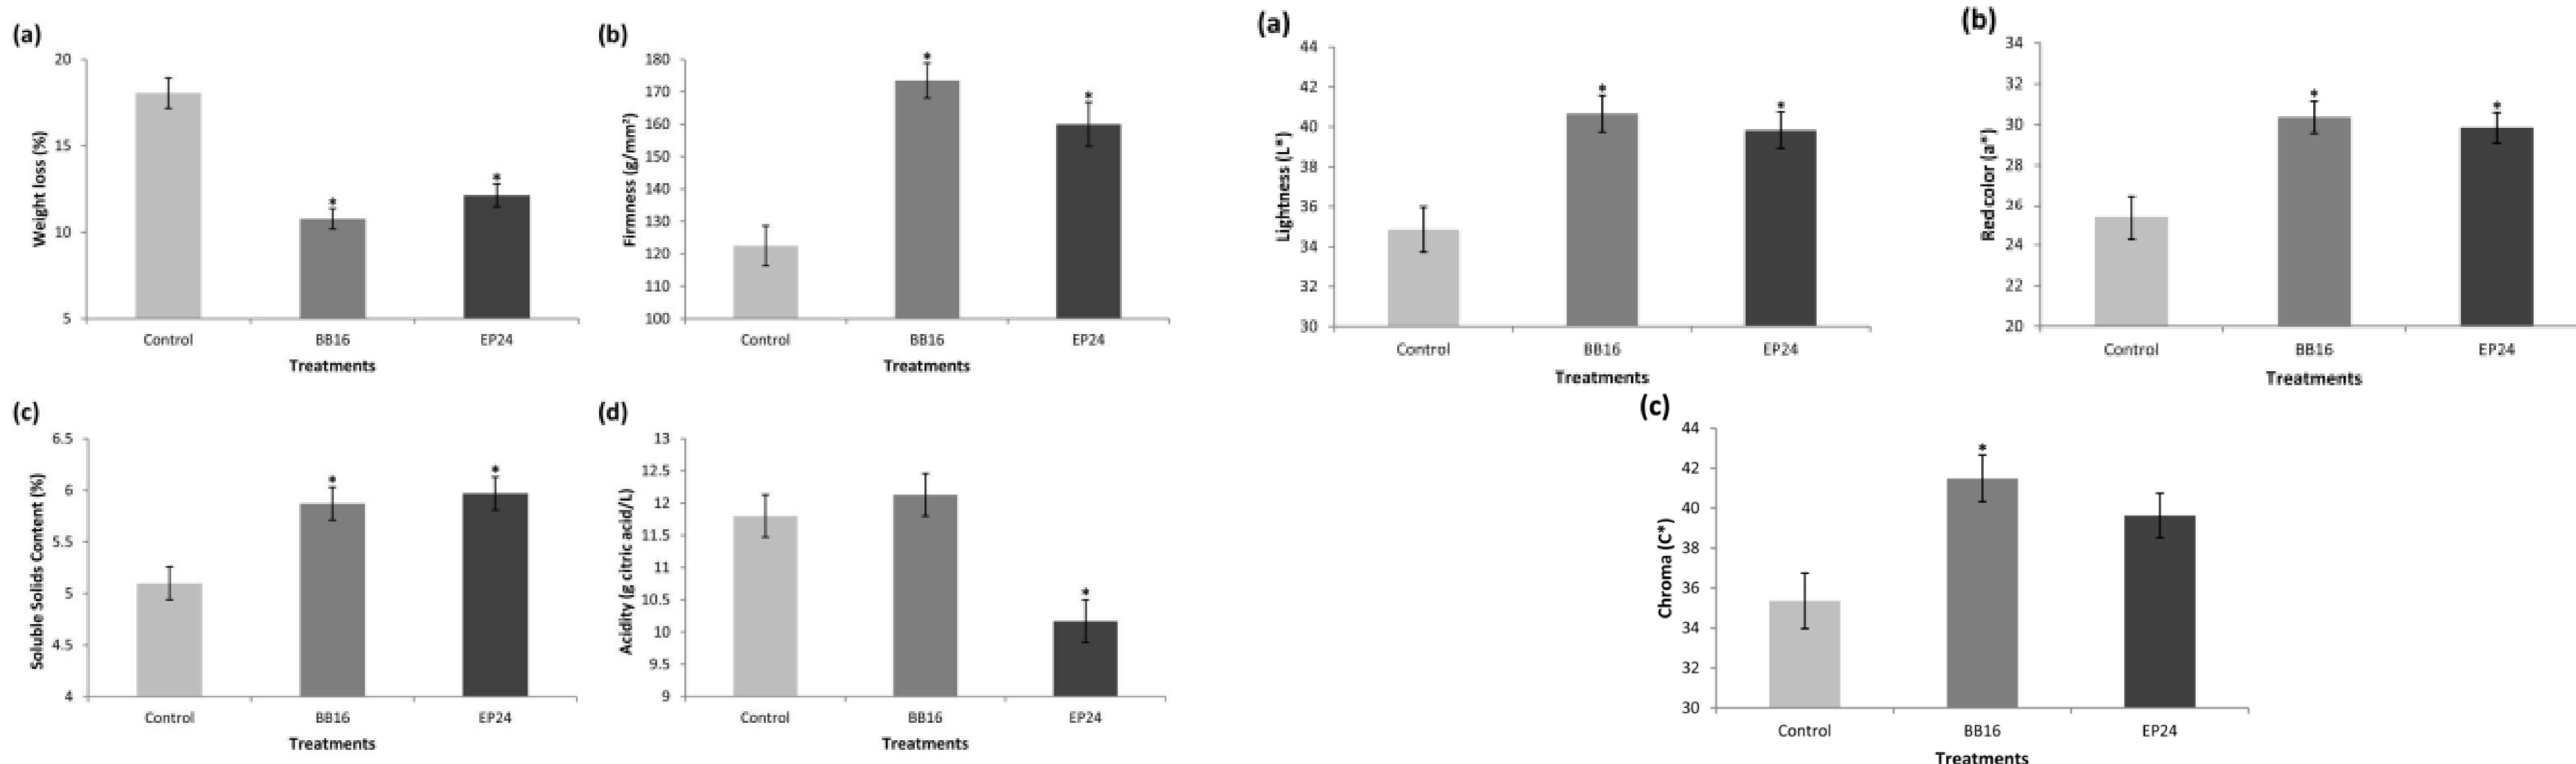 (a)
20
15
10
5
Weight loss (%)
*
*
Control BB16 EP24
Treatments
(b)
180
170
160
150
140
130
120
110
100
Firmness (g/mm²)
*
*
Control BB16 EP24
Treatments
(c)
6.5
6
5.5
5
4.5
4
Soluble Solids Content (%)
*
*
Control BB16 EP24
Treatments
(d)
13
12.5
12
11.5
11
10.5
10
9.5
9
Acidity (g citric acid/L)
*
Control BB16 EP24
Treatments
(a)
44
42
40
38
36
34
32
30
Lightness (L*)
*
*
Control BB16 EP24
Treatments
(b)
34
32
30
28
26
24
22
20
Red color (a*)
*
*
Control BB16 EP24
Treatments
(c)
44
42
40
38
36
34
32
30
Chroma (C*)
*
Control BB16 EP24
Treatments